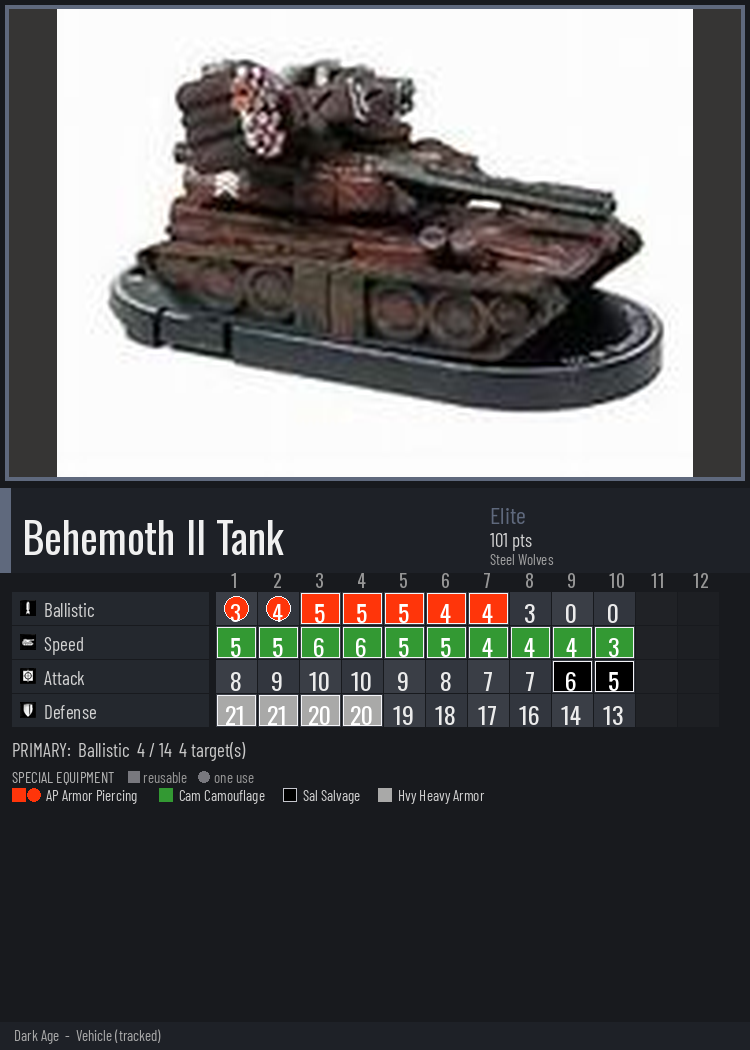 Behemoth II Tank
Elite
101 pts
Steel Wolves
1 2 3 4 5 6 7 8 9 10 11 12
Ballistic 3 4 5 5 5 4 4 3 0 0
Speed 5 5 6 6 5 5 4 4 4 3
Attack 8 9 10 10 9 8 7 7 6 5
Defense 21 21 20 20 19 18 17 16 14 13
PRIMARY: Ballistic 4 / 14 4 target(s)
SPECIAL EQUIPMENT reusable one use
AP Armor Piercing Cam Camouflage Sal Salvage Hvy Heavy Armor
Dark Age - Vehicle (tracked)